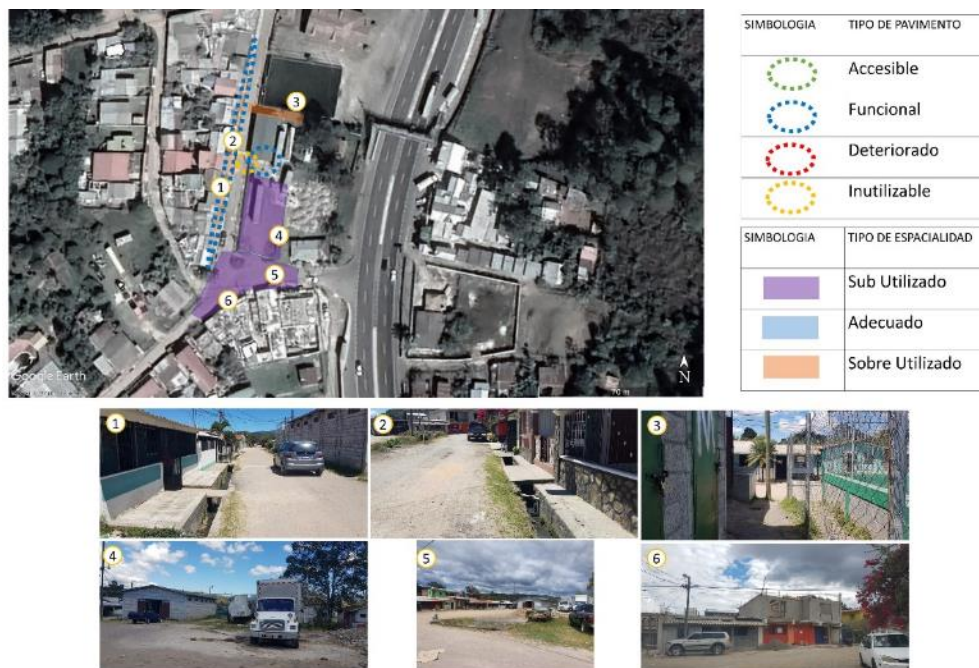 SIMBOLOGIA TIPO DE PAVIMENTO
Accesible
Funcional
Deteriorado
Inutilizable
SIMBOLOGIA TIPO DE ESPACIALIDAD
Sub Utilizado
Adecuado
Sobre Utilizado
3
2
1
4
5
6
Google Earth
70 m
N
1
2
3
4
5
6